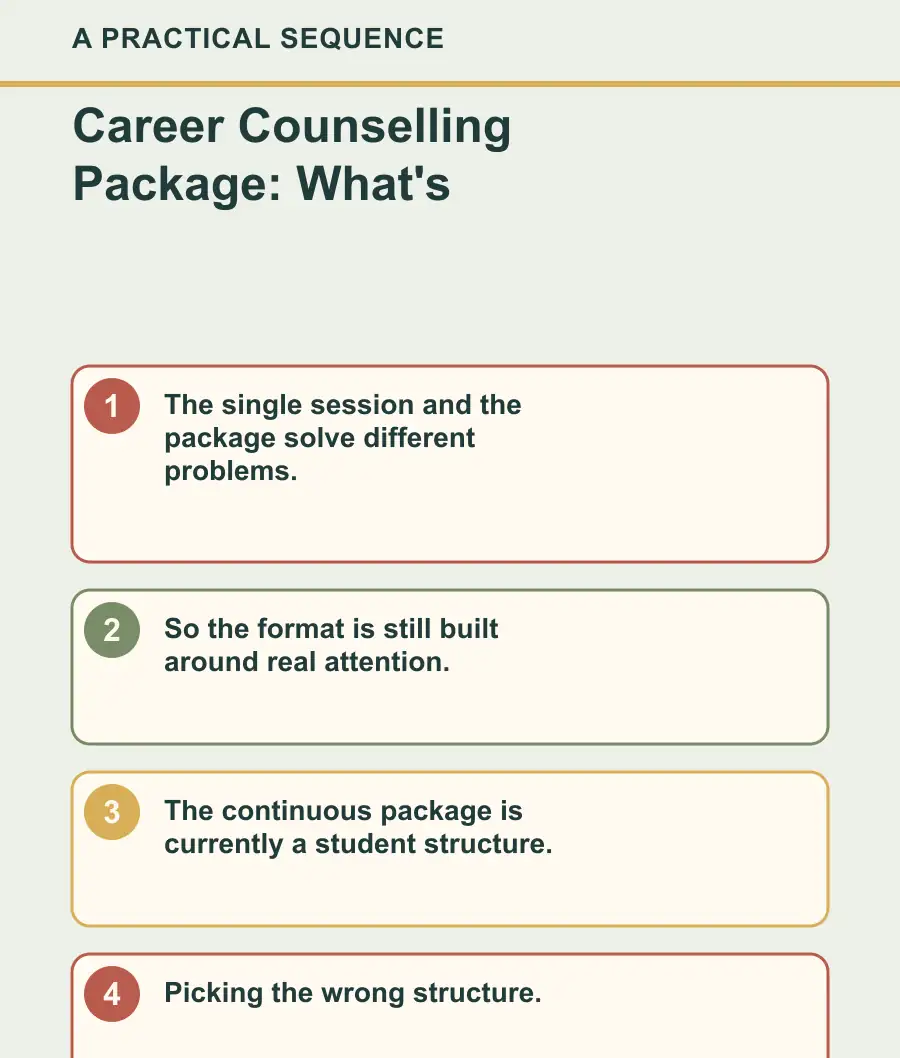 A PRACTICAL SEQUENCE
Career Counselling
Package: What's
1
The single session and the
package solve different
problems.
2
So the format is still built
around real attention.
3
The continuous package is
currently a student structure.
4
Picking the wrong structure.